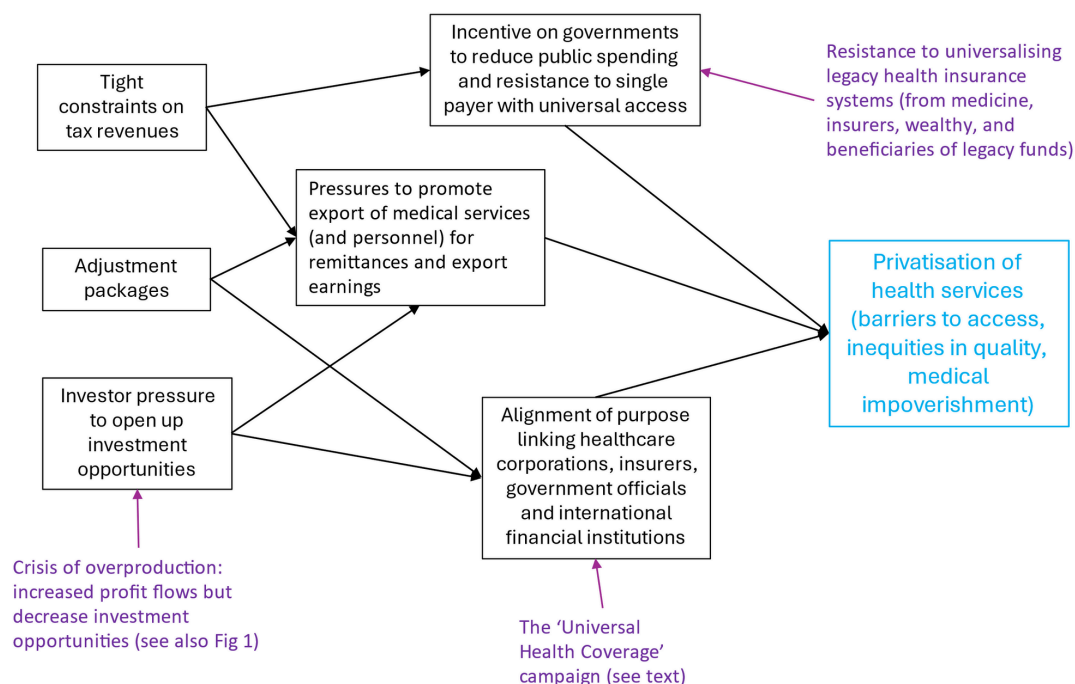 Tight
constraints on
tax revenues
Incentive on governments
to reduce public spending
and resistance to single
payer with universal access
Resistance to universalising
legacy health insurance
systems (from medicine,
insurers, wealthy, and
beneficiaries of legacy funds)
Pressures to promote
export of medical services
(and personnel) for
remittances and export
earnings
Adjustment
packages
Privatisation of
health services
(barriers to access,
inequities in quality,
medical
impoverishment)
Investor pressure
to open up
investment
opportunities
Alignment of purpose
linking healthcare
corporations, insurers,
government officials
and international
financial institutions
Crisis of overproduction:
increased profit flows but
decrease investment
opportunities (see also Fig 1)
The ‘Universal
Health Coverage’
campaign (see text)